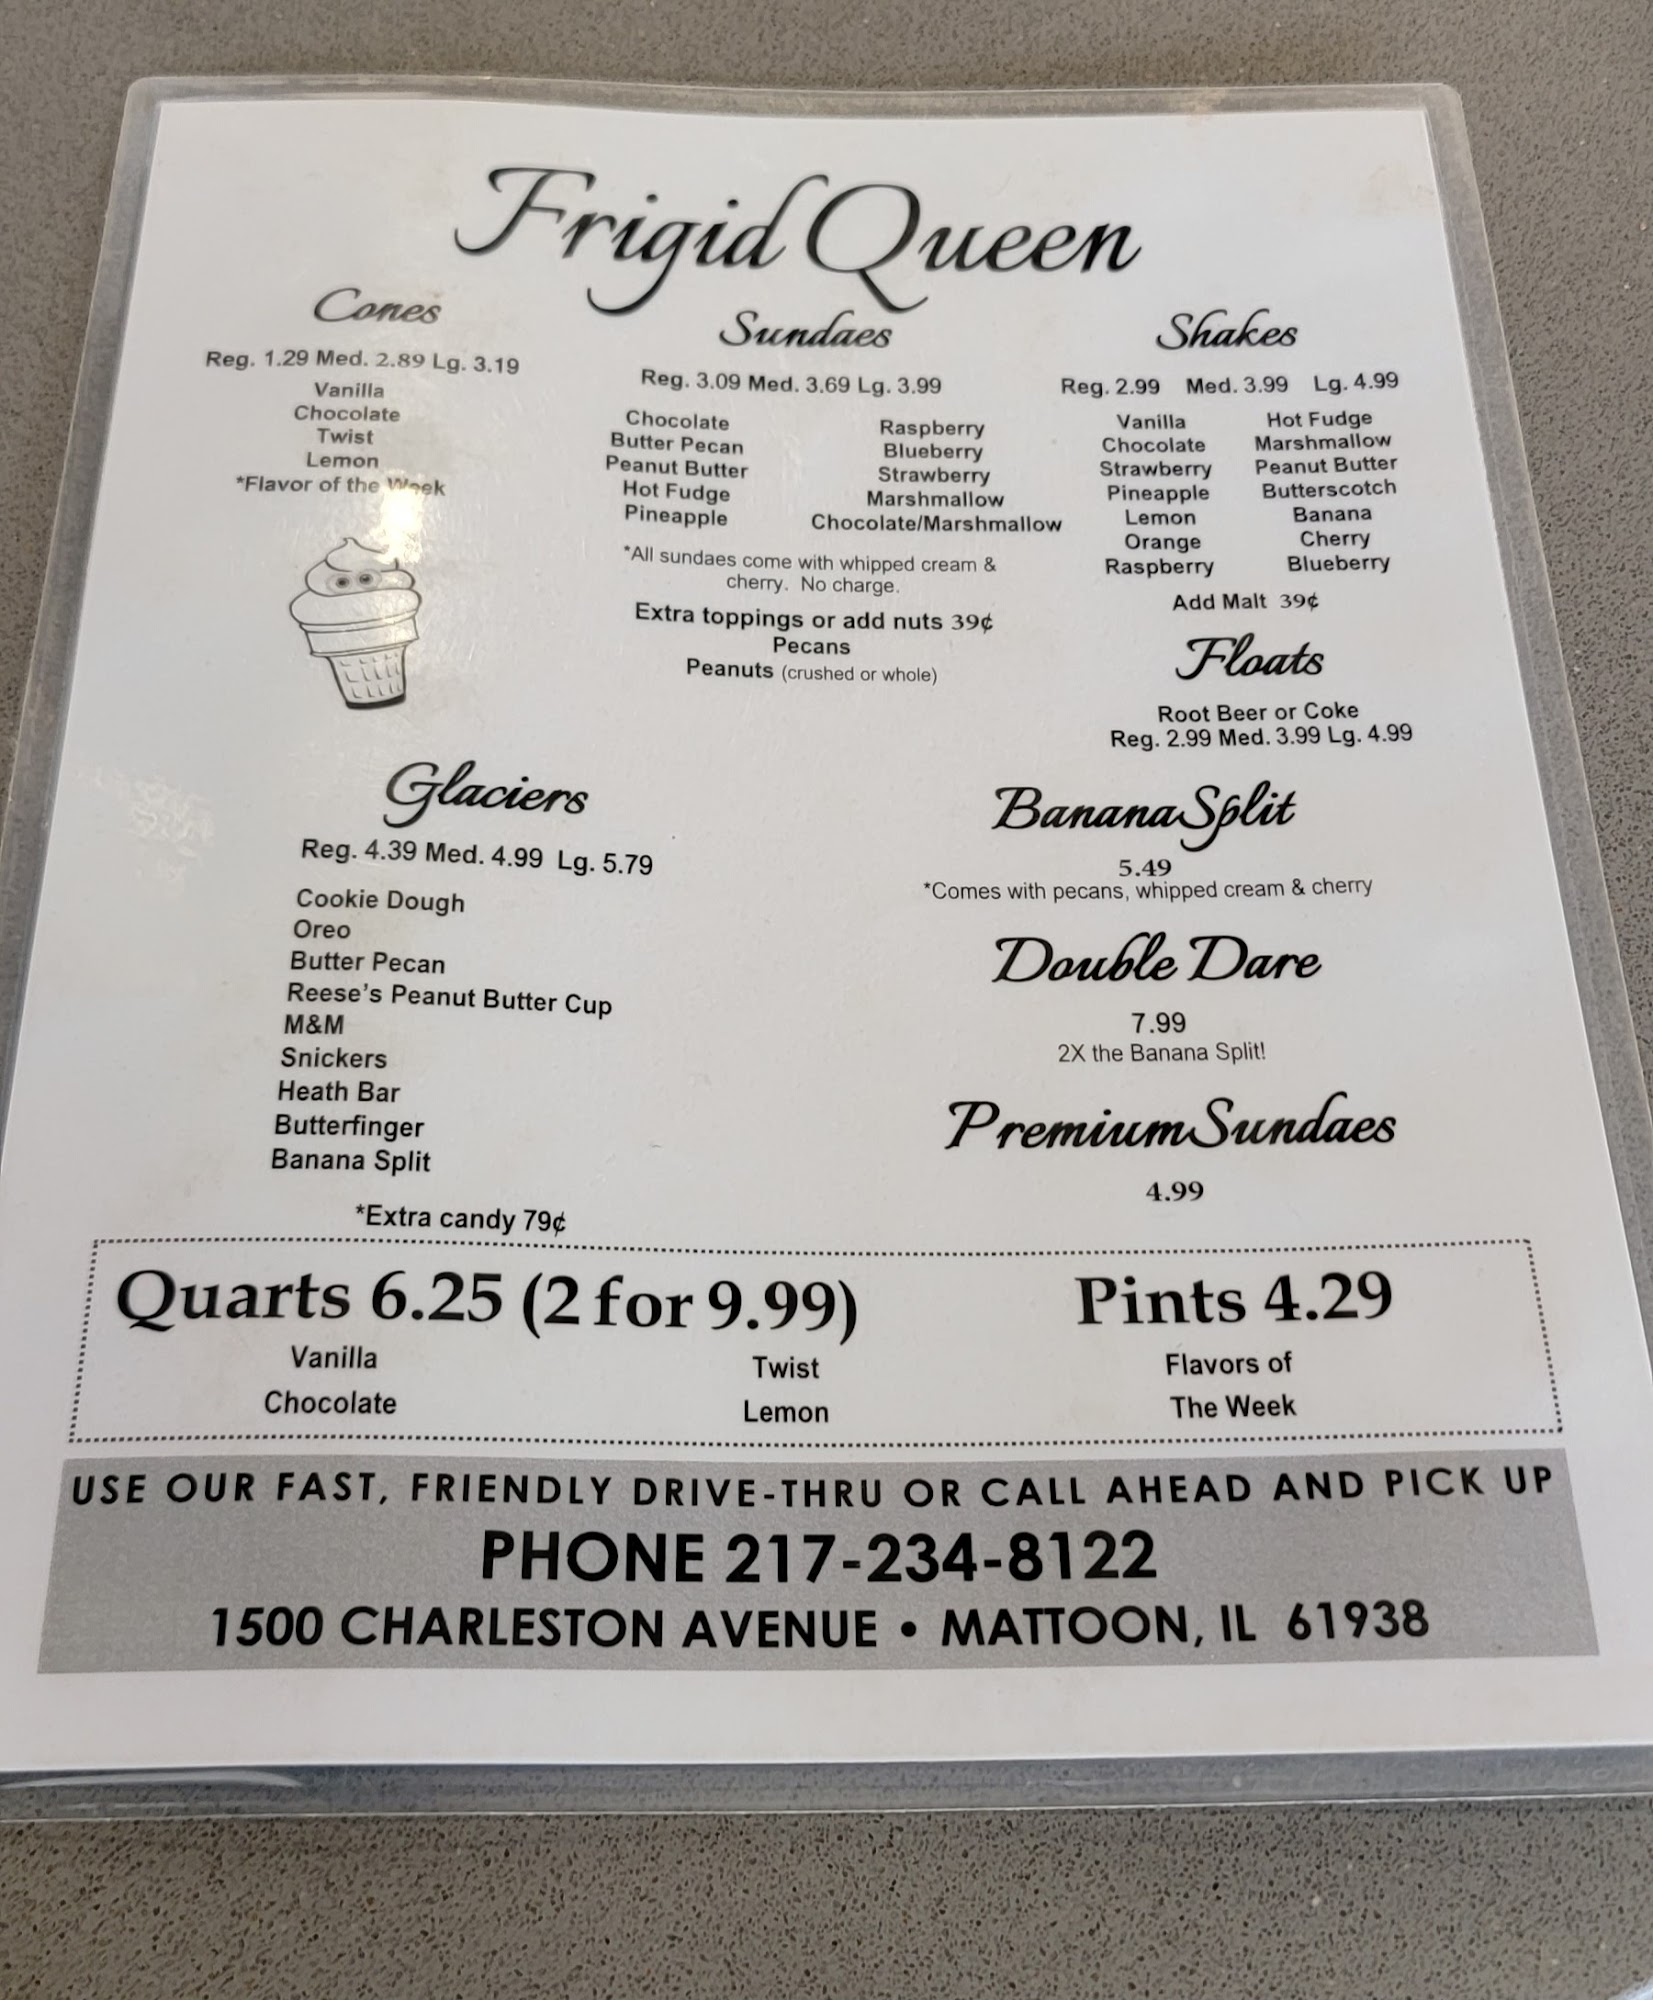 Frigid Queen
Cones
Reg. 1.29 Med. 2.89 Lg. 3.19
Vanilla
Chocolate
Twist
Lemon
*Flavor of the Week
Sundaes
Reg. 3.09 Med. 3.69 Lg. 3.99
Chocolate
Butter Pecan
Peanut Butter
Hot Fudge
Pineapple
Raspberry
Blueberry
Strawberry
Marshmallow
Chocolate/Marshmallow
*All sundaes come with whipped cream &
cherry. No charge.
Extra toppings or add nuts 39¢
Pecans
Peanuts (crushed or whole)
Shakes
Reg. 2.99 Med. 3.99 Lg. 4.99
Vanilla
Chocolate
Strawberry
Pineapple
Lemon
Orange
Raspberry
Hot Fudge
Marshmallow
Peanut Butter
Butterscotch
Banana
Cherry
Blueberry
Add Malt 39¢
Floats
Root Beer or Coke
Reg. 2.99 Med. 3.99 Lg. 4.99
Glaciers
Reg. 4.39 Med. 4.99 Lg. 5.79
Cookie Dough
Oreo
Butter Pecan
Reese's Peanut Butter Cup
M&M
Snickers
Heath Bar
Butterfinger
Banana Split
*Extra candy 79¢
Banana Split
5.49
*Comes with pecans, whipped cream & cherry
Double Dare
7.99
2X the Banana Split!
Premium Sundaes
4.99
Quarts 6.25 (2 for 9.99)
Vanilla
Chocolate
Twist
Lemon
Pints 4.29
Flavors of
The Week
USE OUR FAST, FRIENDLY DRIVE-THRU OR CALL AHEAD AND PICK UP
PHONE 217-234-8122
1500 CHARLESTON AVENUE • MATTOON, IL 61938